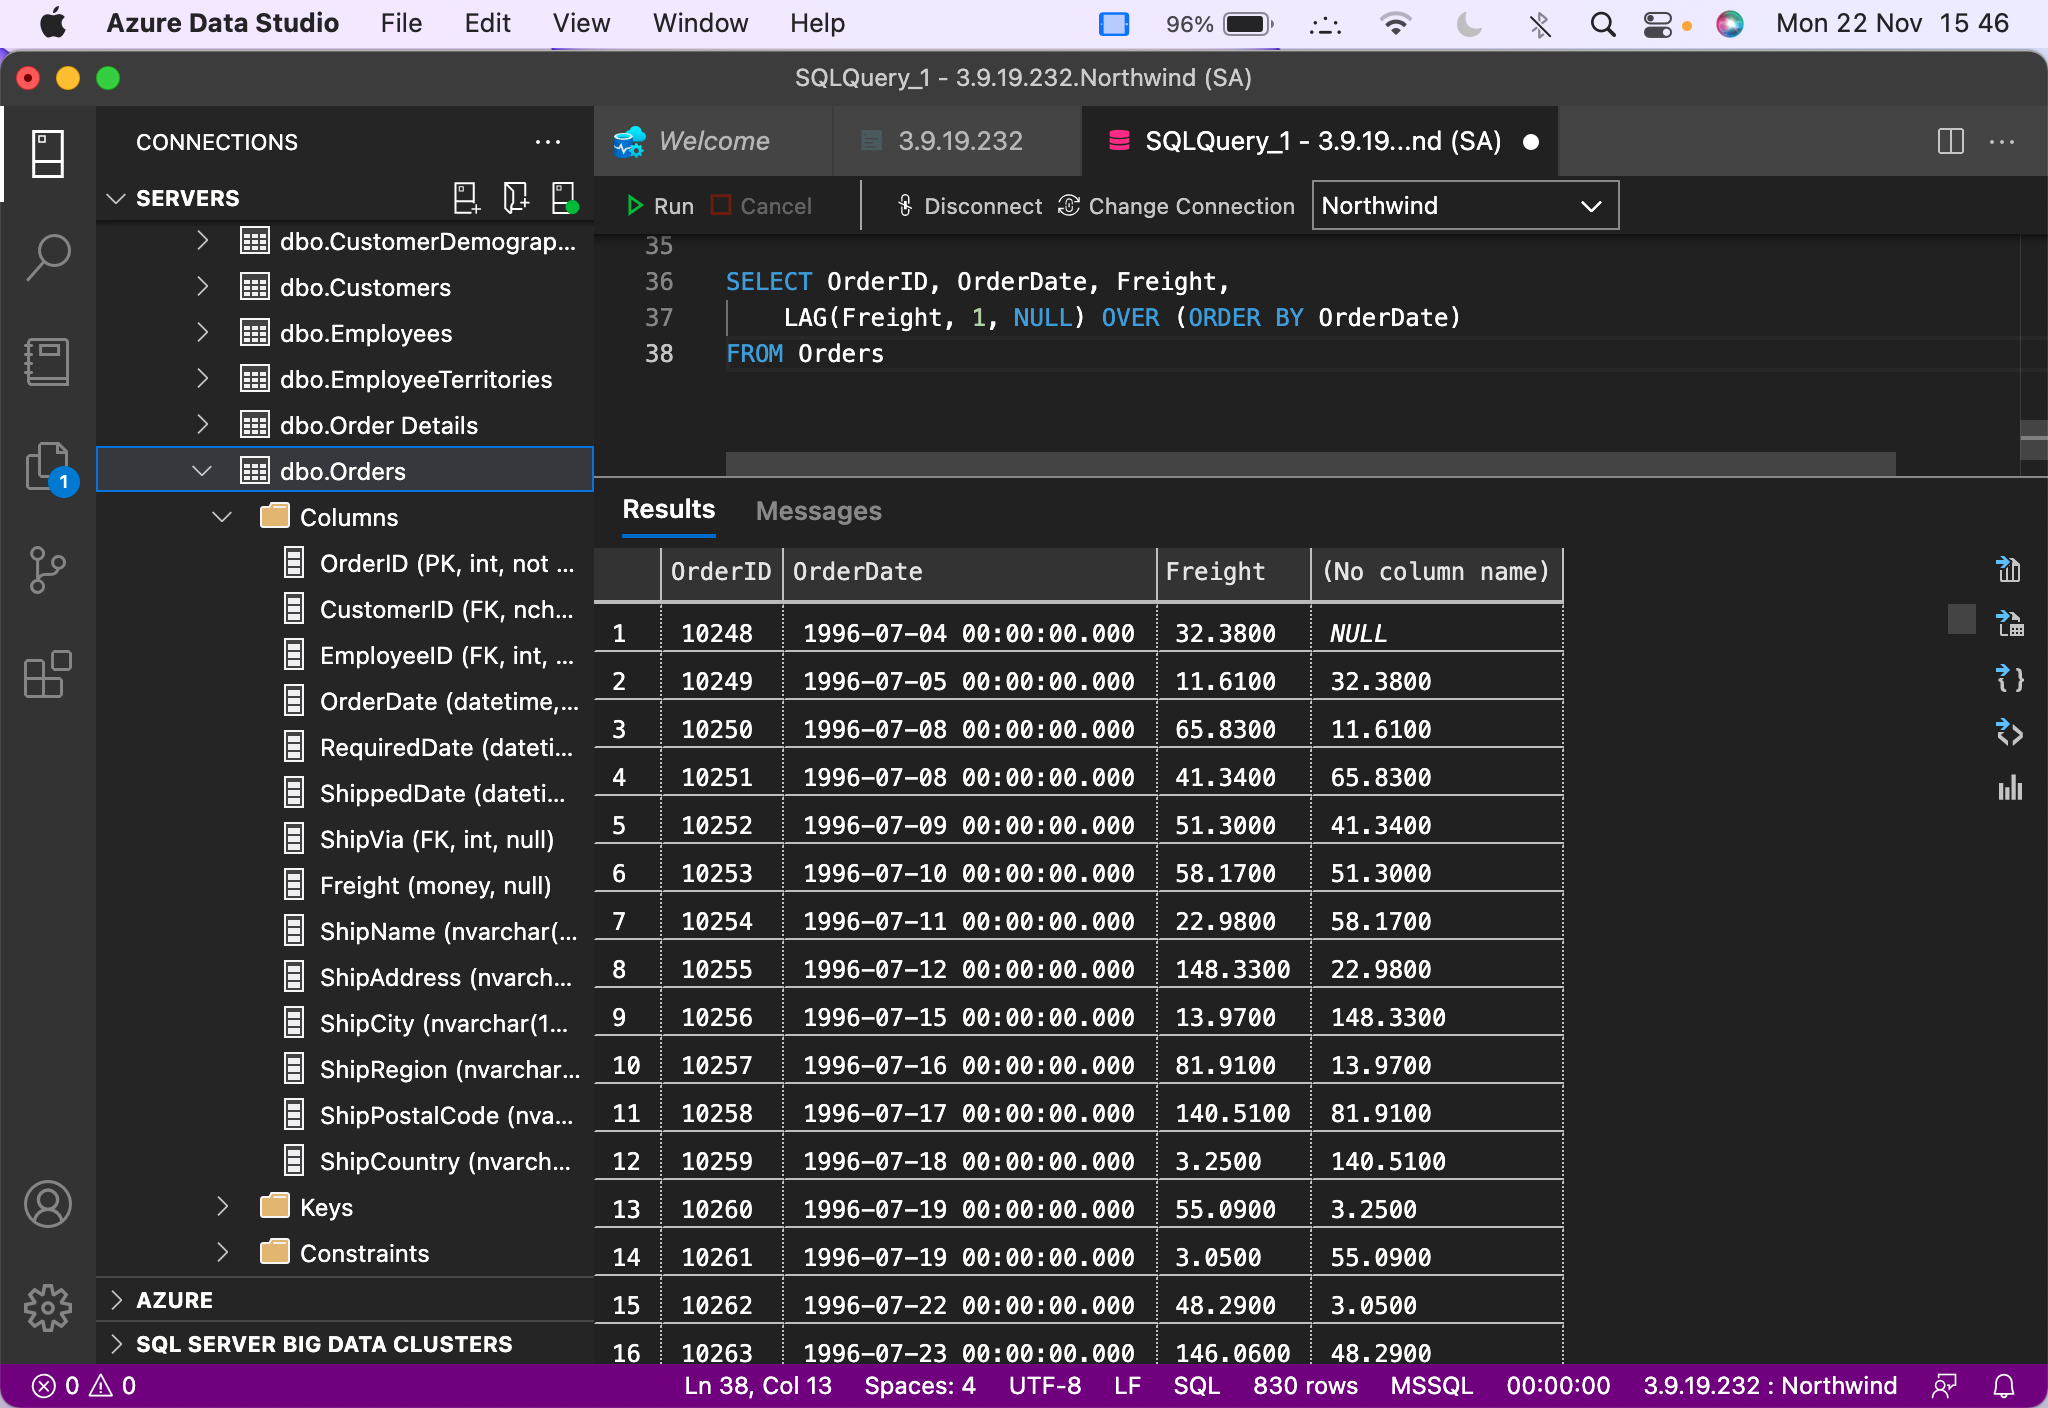 Azure Data Studio File Edit View Window Help 96% Mon 22 Nov 15 46
SQLQuery_1 - 3.9.19.232.Northwind (SA)
CONNECTIONS
SERVERS
dbo.CustomerDemograp...
dbo.Customers
dbo.Employees
dbo.EmployeeTerritories
dbo.Order Details
dbo.Orders
Columns
OrderID (PK, int, not ...
CustomerID (FK, nch...
EmployeeID (FK, int, ...
OrderDate (datetime,...
RequiredDate (dateti...
ShippedDate (dateti...
ShipVia (FK, int, null)
Freight (money, null)
ShipName (nvarchar(...
ShipAddress (nvarch...
ShipCity (nvarchar(1...
ShipRegion (nvarchar...
ShipPostalCode (nva...
ShipCountry (nvarch...
Keys
Constraints
AZURE
SQL SERVER BIG DATA CLUSTERS
1
Welcome 3.9.19.232 SQLQuery_1 - 3.9.19...nd (SA)
Run Cancel Disconnect Change Connection Northwind
35
36 SELECT OrderID, OrderDate, Freight,
37 LAG(Freight, 1, NULL) OVER (ORDER BY OrderDate)
38 FROM Orders
Results Messages
OrderID OrderDate Freight (No column name)
1 10248 1996-07-04 00:00:00.000 32.3800 NULL
2 10249 1996-07-05 00:00:00.000 11.6100 32.3800
3 10250 1996-07-08 00:00:00.000 65.8300 11.6100
4 10251 1996-07-08 00:00:00.000 41.3400 65.8300
5 10252 1996-07-09 00:00:00.000 51.3000 41.3400
6 10253 1996-07-10 00:00:00.000 58.1700 51.3000
7 10254 1996-07-11 00:00:00.000 22.9800 58.1700
8 10255 1996-07-12 00:00:00.000 148.3300 22.9800
9 10256 1996-07-15 00:00:00.000 13.9700 148.3300
10 10257 1996-07-16 00:00:00.000 81.9100 13.9700
11 10258 1996-07-17 00:00:00.000 140.5100 81.9100
12 10259 1996-07-18 00:00:00.000 3.2500 140.5100
13 10260 1996-07-19 00:00:00.000 55.0900 3.2500
14 10261 1996-07-19 00:00:00.000 3.0500 55.0900
15 10262 1996-07-22 00:00:00.000 48.2900 3.0500
16 10263 1996-07-23 00:00:00.000 146.0600 48.2900
0 0 Ln 38, Col 13 Spaces: 4 UTF-8 LF SQL 830 rows MSSQL 00:00:00 3.9.19.232 : Northwind